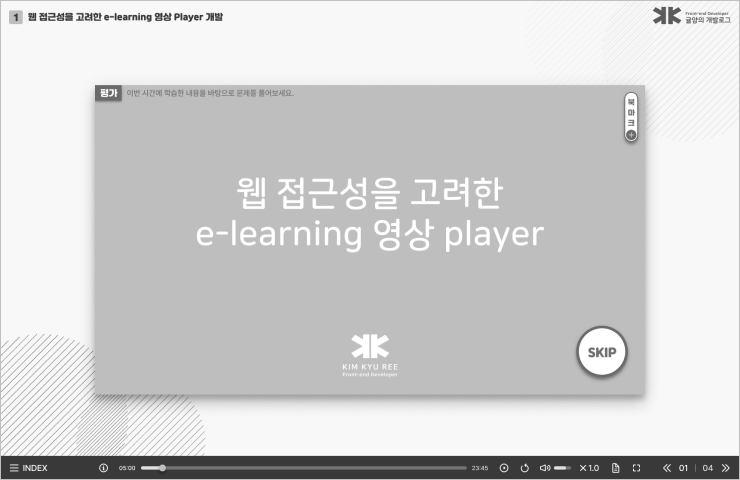 1 웹 접근성을 고려한 e-learning 영상 Player 개발
Front-end Developer
귤양의 개발로그
평가 이번 시간에 학습한 내용을 바탕으로 문제를 풀어보세요.
북마크
웹 접근성을 고려한
e-learning 영상 player
KIM KYU REE
Front-end Developer
SKIP
INDEX 05:00 23:45 ×1.0 01 | 04